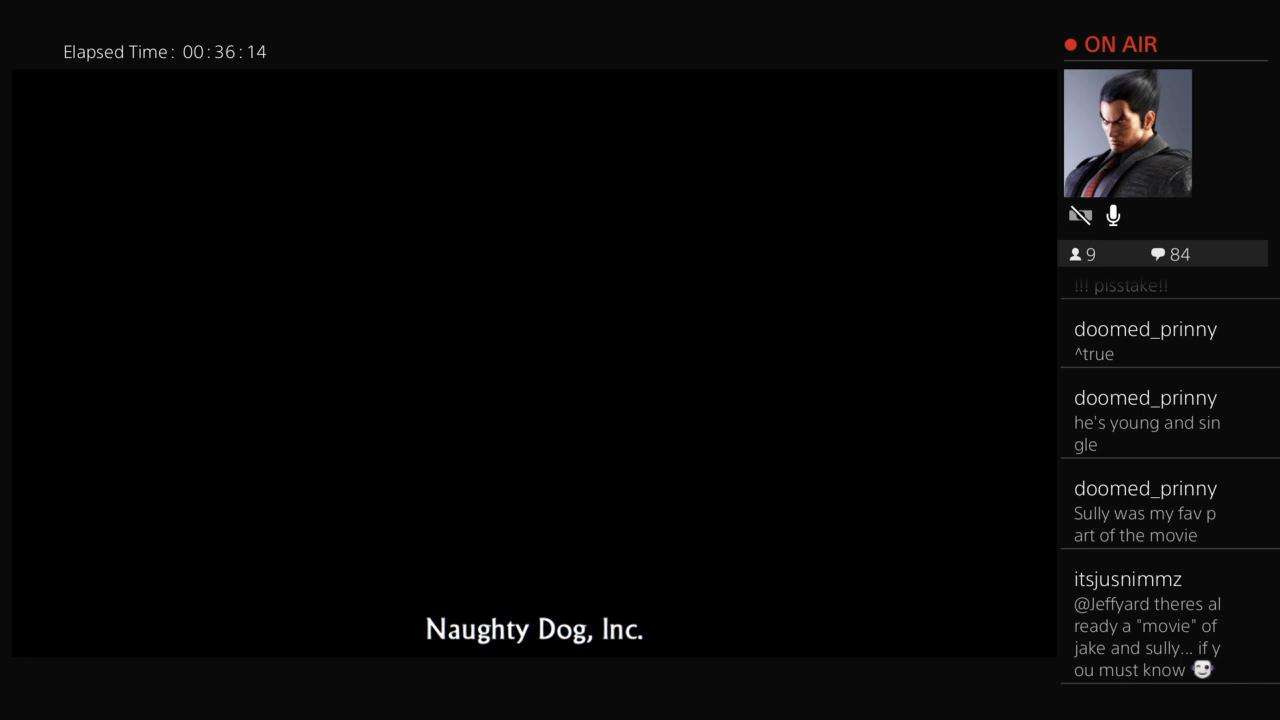 Elapsed Time: 00:36:14
ON AIR
9 84
!!! pisstake!!
doomed_prinny
^true
doomed_prinny
he's young and sin
gle
doomed_prinny
Sully was my fav p
art of the movie
itsjusnimmz
@Jeffyard theres al
ready a "movie" of
jake and sully... if y
ou must know
Naughty Dog, Inc.